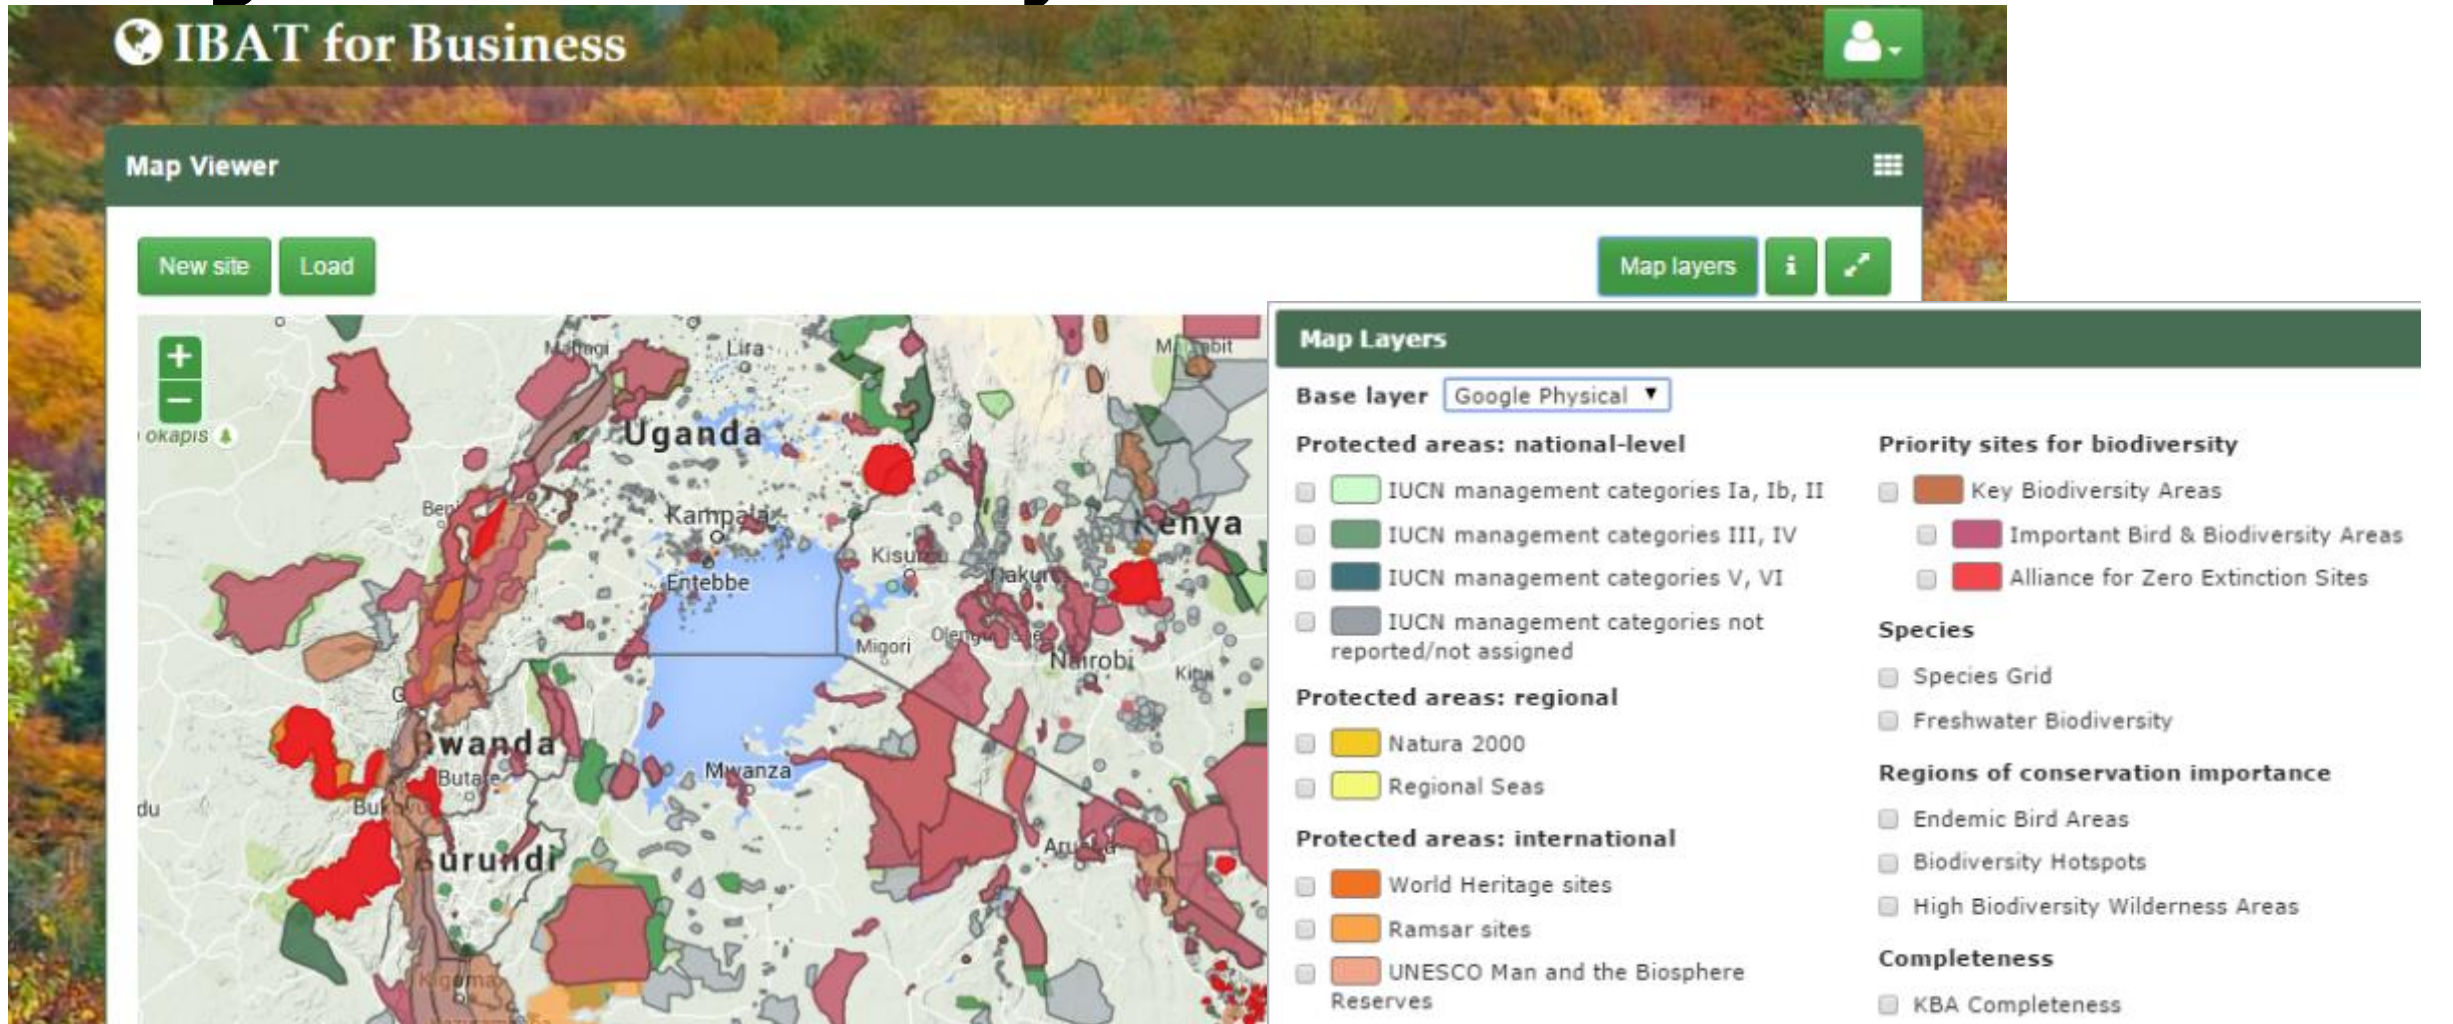 IBAT for Business
Map Viewer
New site
Load
Map layers
i
+
−
okapis
Lira
Uganda
Kampala
Entebbe
Kenya
Migori
Nairobi
Mwanza
Butare
du
Kigoma
Map Layers
Base layer Google Physical
Protected areas: national-level
IUCN management categories Ia, Ib, II
IUCN management categories III, IV
IUCN management categories V, VI
IUCN management categories not
reported/not assigned
Protected areas: regional
Natura 2000
Regional Seas
Protected areas: international
World Heritage sites
Ramsar sites
UNESCO Man and the Biosphere
Reserves
Priority sites for biodiversity
Key Biodiversity Areas
Important Bird & Biodiversity Areas
Alliance for Zero Extinction Sites
Species
Species Grid
Freshwater Biodiversity
Regions of conservation importance
Endemic Bird Areas
Biodiversity Hotspots
High Biodiversity Wilderness Areas
Completeness
KBA Completeness